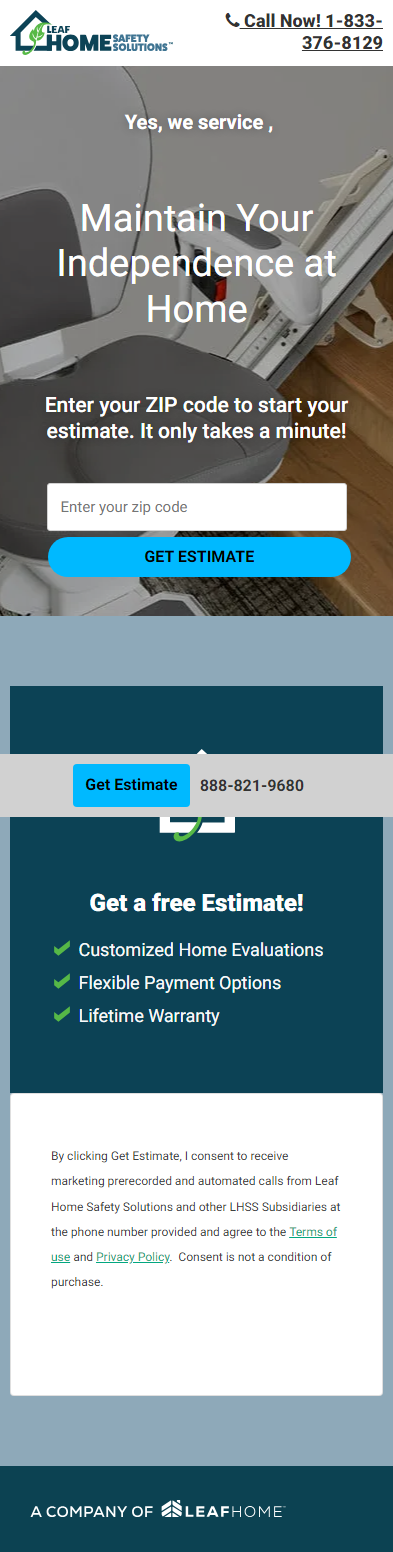 LEAF
HOME SAFETY
SOLUTIONS™
Call Now! 1-833-
376-8129
Yes, we service ,
Maintain Your
Independence at
Home
Enter your ZIP code to start your
estimate. It only takes a minute!
Enter your zip code
GET ESTIMATE
Get Estimate 888-821-9680
Get a free Estimate!
Customized Home Evaluations
Flexible Payment Options
Lifetime Warranty
By clicking Get Estimate, I consent to receive
marketing prerecorded and automated calls from Leaf
Home Safety Solutions and other LHSS Subsidiaries at
the phone number provided and agree to the Terms of
use and Privacy Policy. Consent is not a condition of
purchase.
A COMPANY OF LEAFHOME™